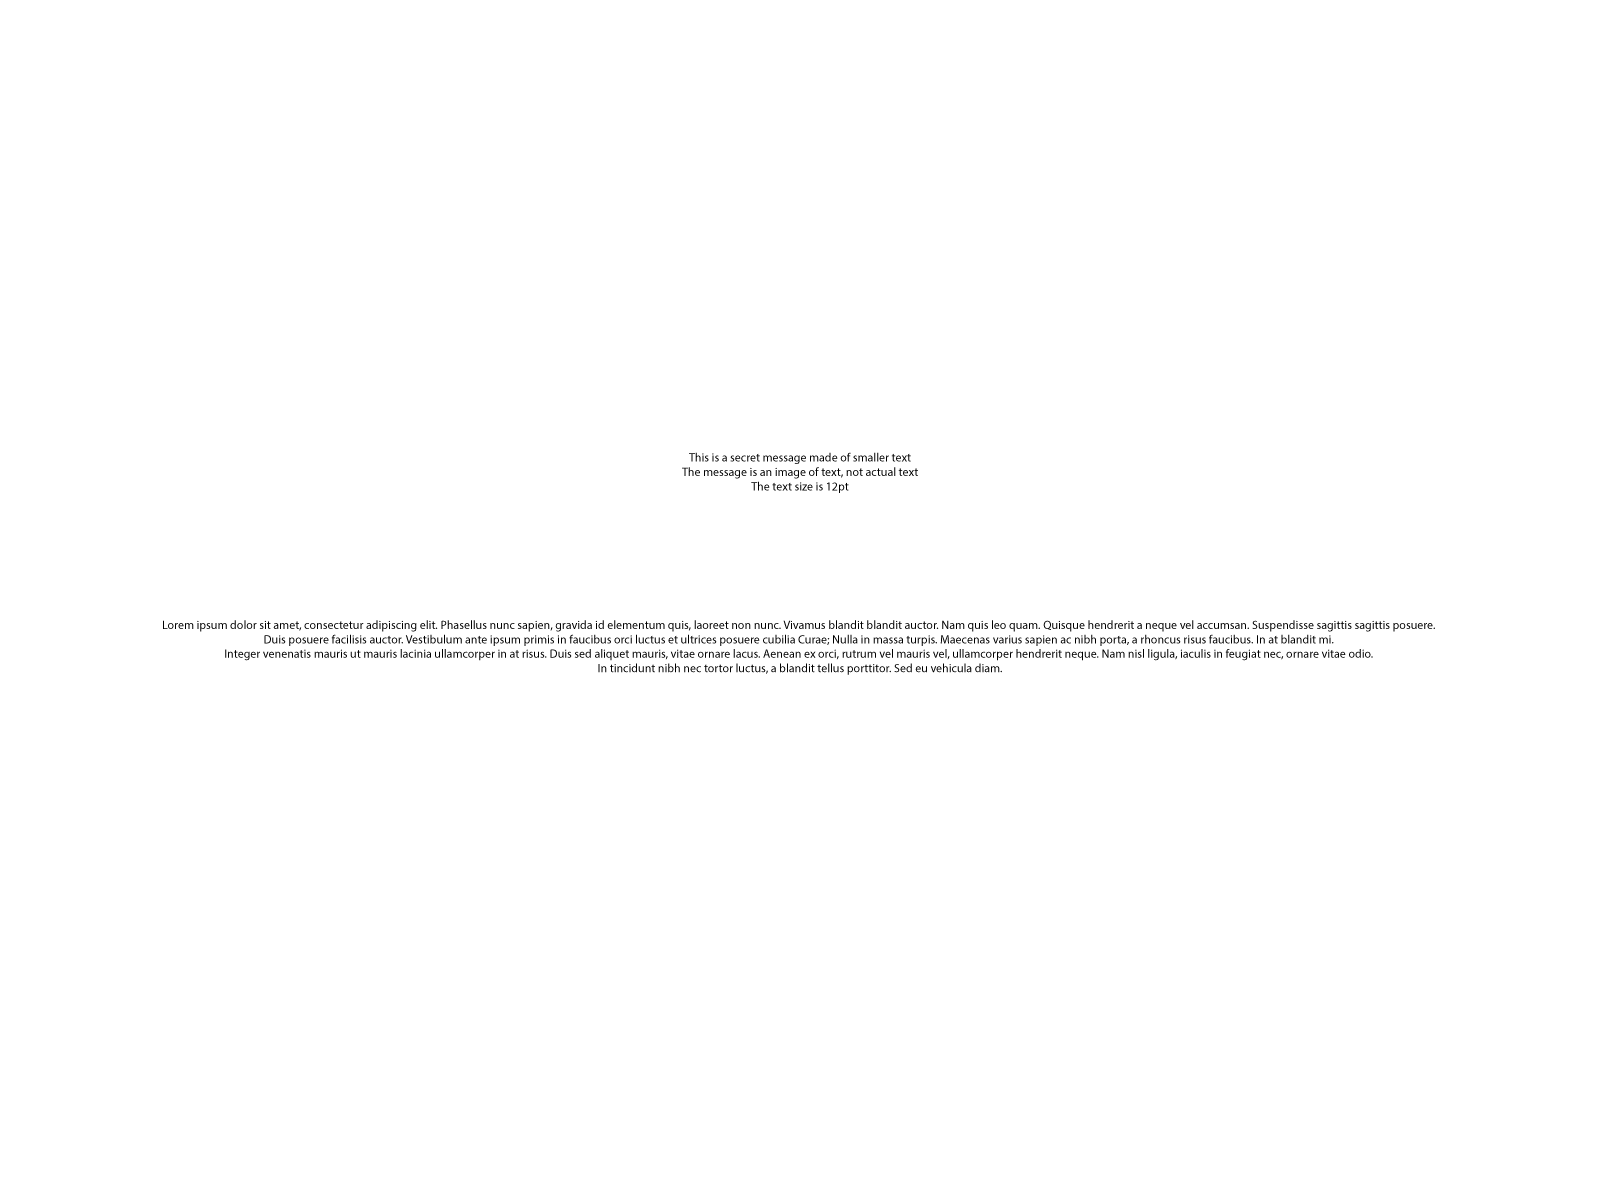 This is a secret message made of smaller text
The message is an image of text, not actual text
The text size is 12pt
Lorem ipsum dolor sit amet, consectetur adipiscing elit. Phasellus nunc sapien, gravida id elementum quis, laoreet non nunc. Vivamus blandit blandit auctor. Nam quis leo quam. Quisque hendrerit a neque vel accumsan. Suspendisse sagittis sagittis posuere.
Duis posuere facilisis auctor. Vestibulum ante ipsum primis in faucibus orci luctus et ultrices posuere cubilia Curae; Nulla in massa turpis. Maecenas varius sapien ac nibh porta, a rhoncus risus faucibus. In at blandit mi.
Integer venenatis mauris ut mauris lacinia ullamcorper in at risus. Duis sed aliquet mauris, vitae ornare lacus. Aenean ex orci, rutrum vel mauris vel, ullamcorper hendrerit neque. Nam nisl ligula, iaculis in feugiat nec, ornare vitae odio.
In tincidunt nibh nec tortor luctus, a blandit tellus porttitor. Sed eu vehicula diam.